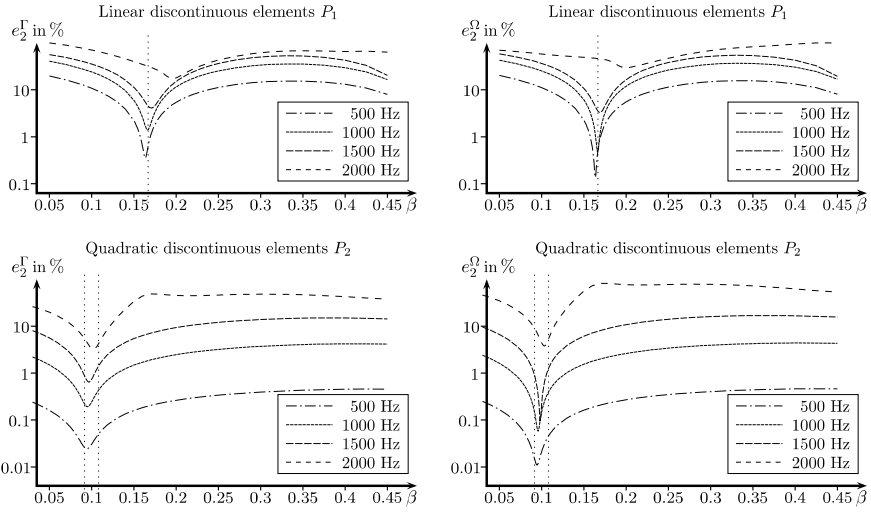 Linear discontinuous elements P₁
e₂^Γ in %
10
1
0.1
0.05 0.1 0.15 0.2 0.25 0.3 0.35 0.4 0.45 β
500 Hz
1000 Hz
1500 Hz
2000 Hz
Linear discontinuous elements P₁
e₂^Ω in %
10
1
0.1
0.05 0.1 0.15 0.2 0.25 0.3 0.35 0.4 0.45 β
500 Hz
1000 Hz
1500 Hz
2000 Hz
Quadratic discontinuous elements P₂
e₂^Γ in %
10
1
0.1
0.01
0.05 0.1 0.15 0.2 0.25 0.3 0.35 0.4 0.45 β
500 Hz
1000 Hz
1500 Hz
2000 Hz
Quadratic discontinuous elements P₂
e₂^Ω in %
10
1
0.1
0.01
0.05 0.1 0.15 0.2 0.25 0.3 0.35 0.4 0.45 β
500 Hz
1000 Hz
1500 Hz
2000 Hz